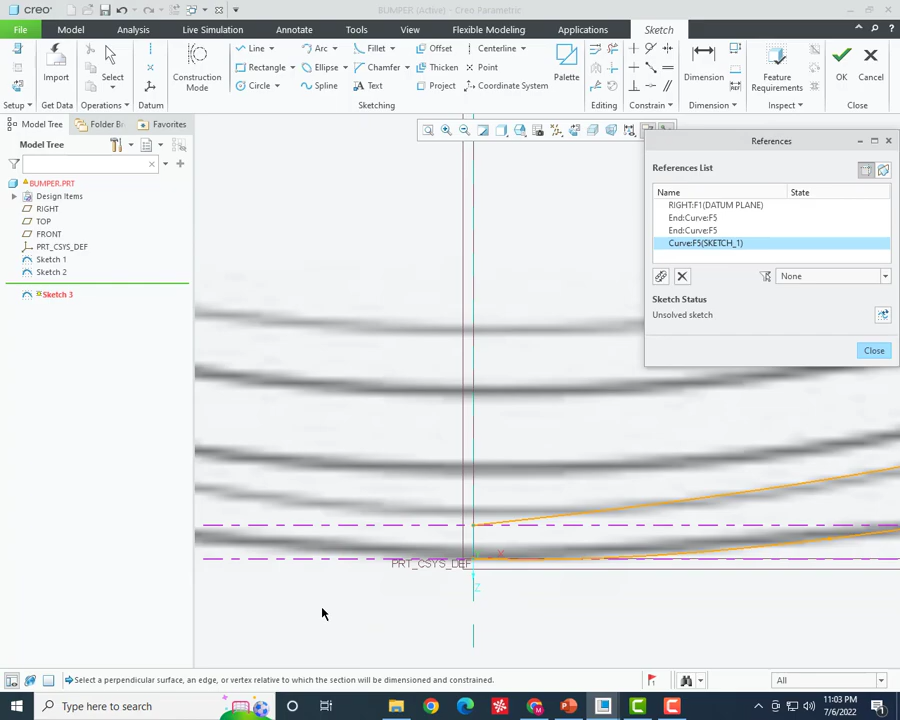 creo
BUMPER (Active) - Creo Parametric
File Model Analysis Live Simulation Annotate Tools View Flexible Modeling Applications Sketch
Line Arc Fillet Offset Centerline
Rectangle Ellipse Chamfer Thicken Point
Circle Spline Text Project Coordinate System
Import Select Construction Mode Palette Dimension Feature Requirements OK Cancel
Setup Get Data Operations Datum Sketching Editing Constrain Dimension Inspect Close
Model Tree Folder Br Favorites
Model Tree
BUMPER.PRT
Design Items
RIGHT
TOP
FRONT
PRT_CSYS_DEF
Sketch 1
Sketch 2
Sketch 3
References
References List
Name State
RIGHT:F1(DATUM PLANE)
End:Curve:F5
End:Curve:F5
Curve:F5(SKETCH_1)
None
Sketch Status
Unsolved sketch
Close
X
PRT_CSYS_DEF
Z
Select a perpendicular surface, an edge, or vertex relative to which the section will be dimensioned and constrained.
All
Type here to search
11:03 PM
7/6/2022